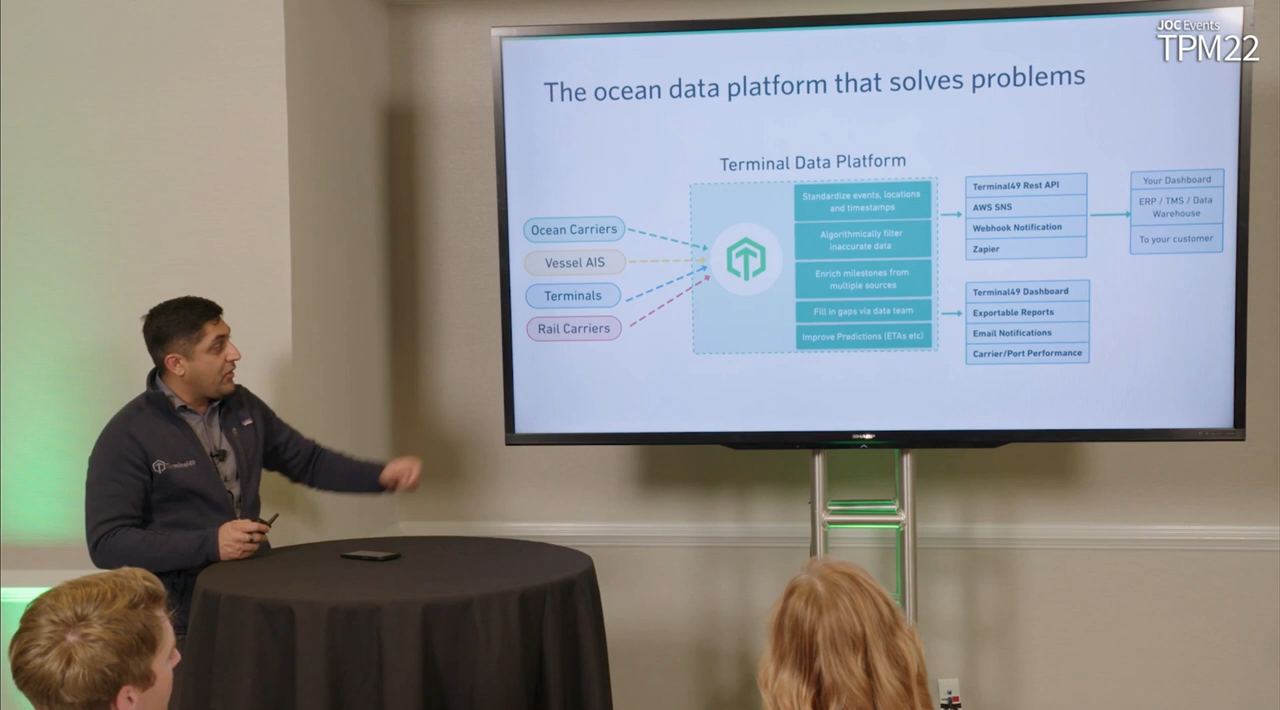 JOC Events
TPM22
The ocean data platform that solves problems
Terminal Data Platform
Ocean Carriers
Vessel AIS
Terminals
Rail Carriers
Standardize events, locations
and timestamps
Algorithmically filter
inaccurate data
Enrich milestones from
multiple sources
Fill in gaps via data team
Improve Predictions (ETAs etc)
Terminal49 Rest API
AWS SNS
Webhook Notification
Zapier
Terminal49 Dashboard
Exportable Reports
Email Notifications
Carrier/Port Performance
Your Dashboard
ERP / TMS / Data
Warehouse
To your customer
SHARP
Terminal49